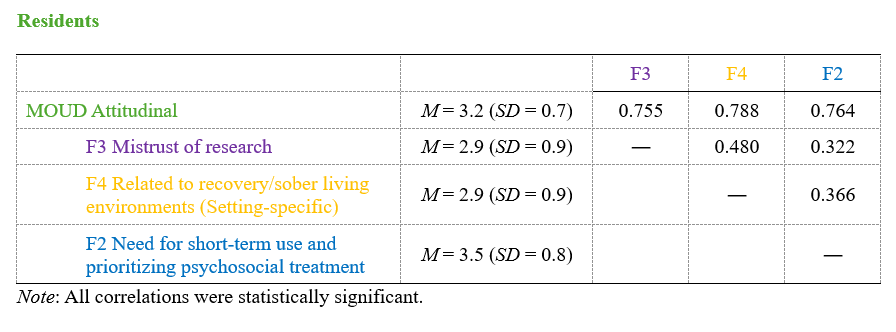 Residents
F3 F4 F2
MOUD Attitudinal M = 3.2 (SD = 0.7) 0.755 0.788 0.764
F3 Mistrust of research M = 2.9 (SD = 0.9) — 0.480 0.322
F4 Related to recovery/sober living
environments (Setting-specific) M = 2.9 (SD = 0.9) — 0.366
F2 Need for short-term use and
prioritizing psychosocial treatment M = 3.5 (SD = 0.8) —
Note: All correlations were statistically significant.